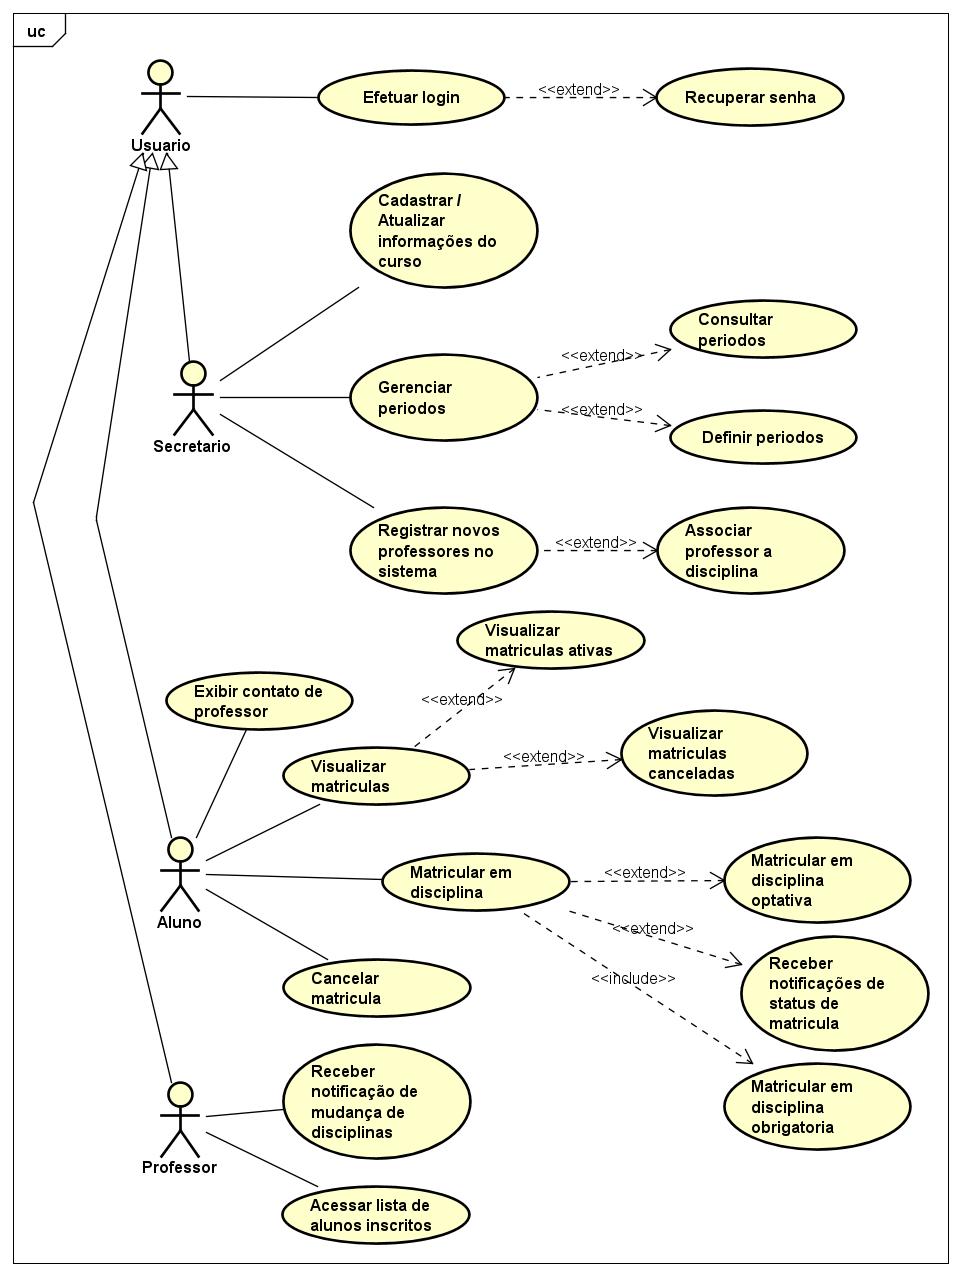 uc
Usuario
Efetuar login
<<extend>>
Recuperar senha
Cadastrar /
Atualizar
informações do
curso
Secretario
Gerenciar
periodos
<<extend>>
Consultar
periodos
<<extend>>
Definir periodos
Registrar novos
professores no
sistema
<<extend>>
Associar
professor a
disciplina
Visualizar
matriculas ativas
<<extend>>
Exibir contato de
professor
Visualizar
matriculas
<<extend>>
Visualizar
matriculas
canceladas
Aluno
Matricular em
disciplina
<<extend>>
Matricular em
disciplina
optativa
<<extend>>
Receber
notificações de
status de
matricula
<<include>>
Matricular em
disciplina
obrigatoria
Cancelar
matricula
Professor
Receber
notificação de
mudança de
disciplinas
Acessar lista de
alunos inscritos